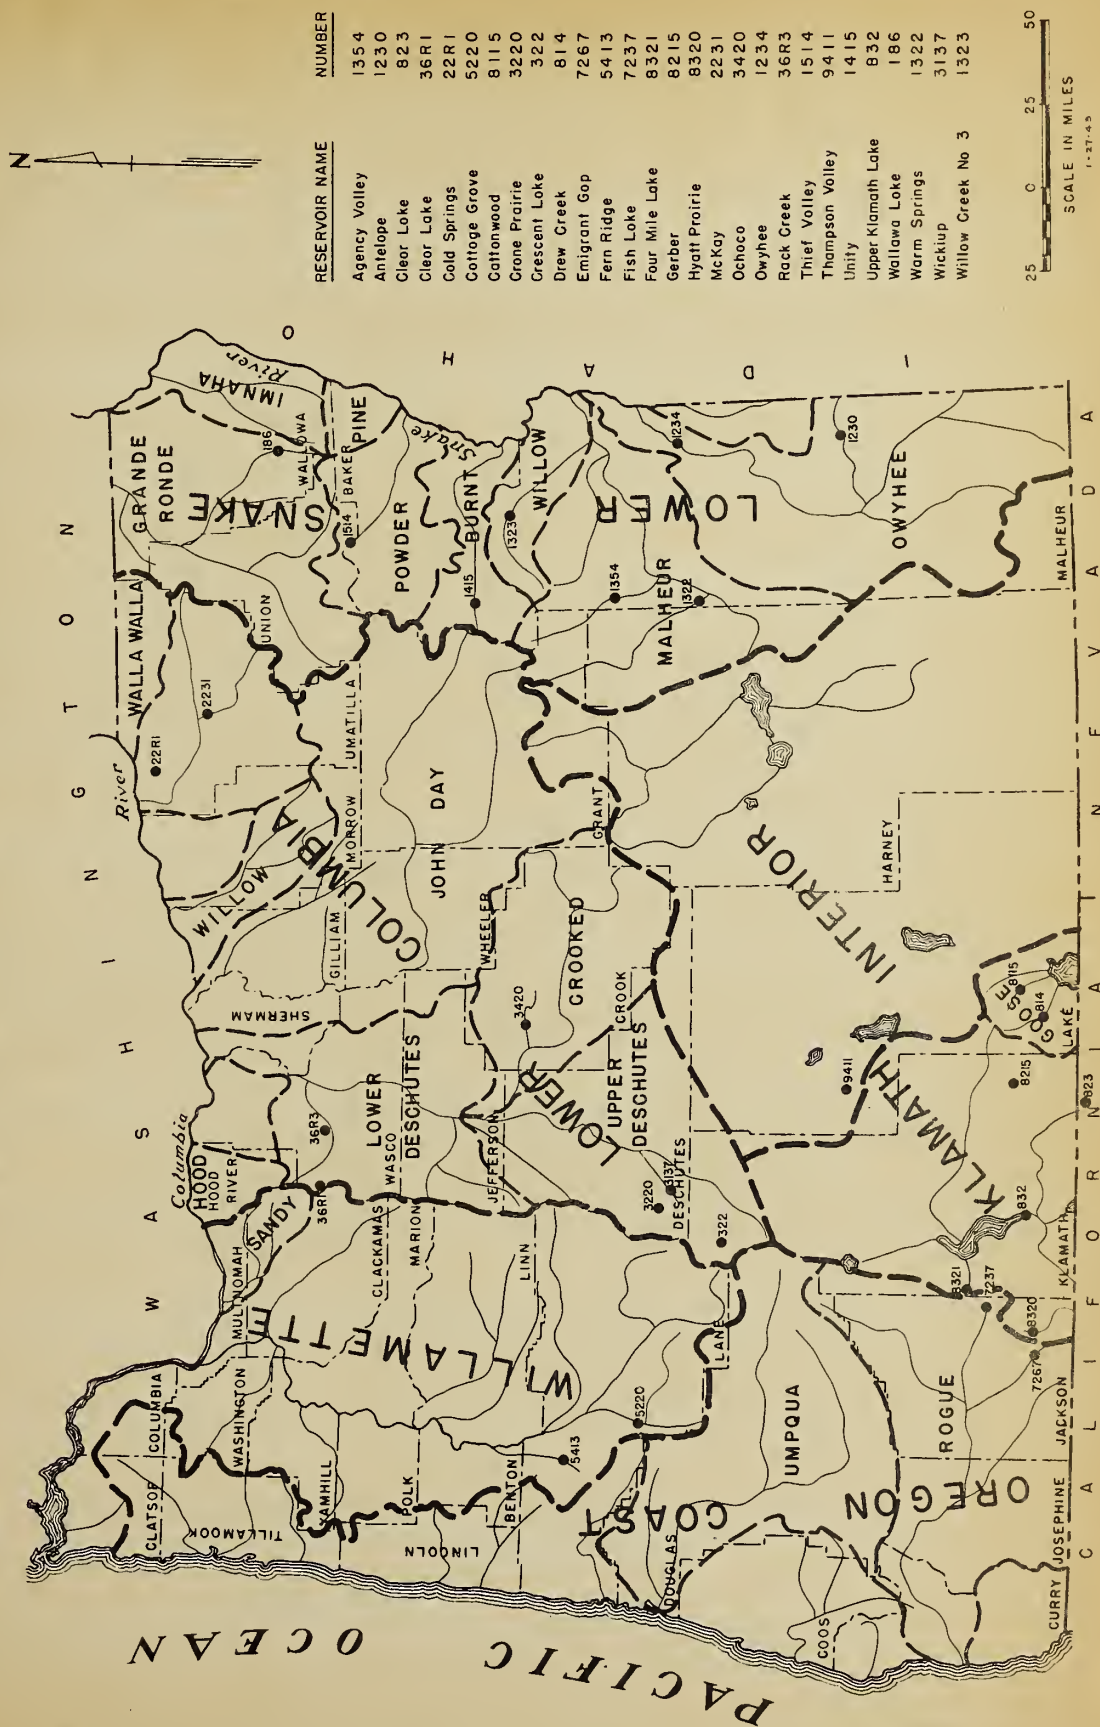 N
RESERVOIR NAME NUMBER
Agency Valley 1354
Antelope 1230
Clear Lake 823
Clear Lake 36R1
Cold Springs 22R1
Cottage Grove 5220
Cottonwood 8115
Crane Prairie 3220
Crescent Lake 322
Drew Creek 814
Emigrant Gap 7267
Fern Ridge 5413
Fish Lake 7237
Four Mile Lake 8321
Gerber 8215
Hyatt Prairie 8320
McKay 2231
Ochoco 3420
Owyhee 1234
Rock Creek 36R3
Thief Valley 1514
Thompson Valley 9411
Unity 1415
Upper Klamath Lake 832
Wallowa Lake 186
Warm Springs 1322
Wickiup 3137
Willow Creek No 3 1323
25 0 25 50
SCALE IN MILES
1-27-45
WASHINGTON
IDAHO
NEVADA
CALIFORNIA
PACIFIC OCEAN
Columbia
River
Snake
River
CLATSOP
COLUMBIA
TILLAMOOK
WASHINGTON
MULTNOMAH
YAMHILL
CLACKAMAS
POLK
MARION
LINCOLN
BENTON
LINN
LANE
DOUGLAS
COOS
CURRY
JOSEPHINE
JACKSON
KLAMATH
LAKE
HARNEY
MALHEUR
DESCHUTES
CROOK
JEFFERSON
WASCO
HOOD
RIVER
SHERMAM
GILLIAM
WHEELER
MORROW
GRANT
UMATILLA
UNION
WALLOWA
BAKER
WILLAMETTE
SANDY
HOOD
LOWER
DESCHUTES
LOWER
COLUMBIA
UPPER
DESCHUTES
CROOKED
JOHN DAY
WILLOW
WALLA WALLA
GRANDE
RONDE
IMNAHA
LOWER
SNAKE
PINE
POWDER
BURNT
WILLOW
MALHEUR
OWYHEE
INTERIOR
GOOSE
KLAMATH
OREGON
COAST
UMPQUA
ROGUE
36R1
36R3
22R1
2231
186
1514
1415
1323
1354
1322
1234
1230
3420
3220
3137
322
5413
5220
9411
8115
814
8215
823
832
8321
7237
8320
7267